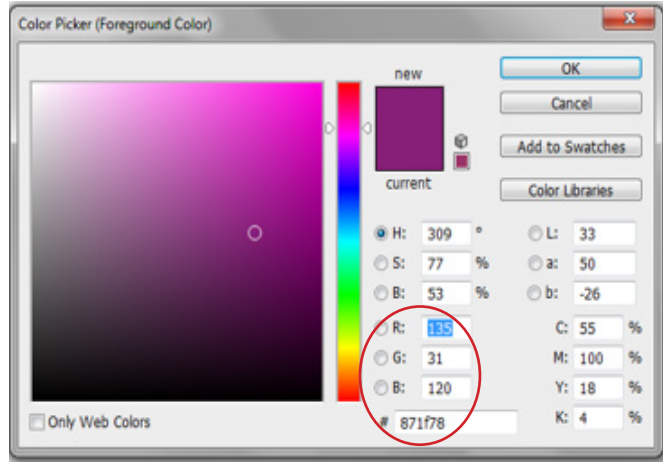 Color Picker (Foreground Color)
x
new
current
OK
Cancel
Add to Swatches
Color Libraries
H: 309 °
S: 77 %
B: 53 %
R: 135
G: 31
B: 120
# 871f78
L: 33
a: 50
b: -26
C: 55 %
M: 100 %
Y: 18 %
K: 4 %
Only Web Colors